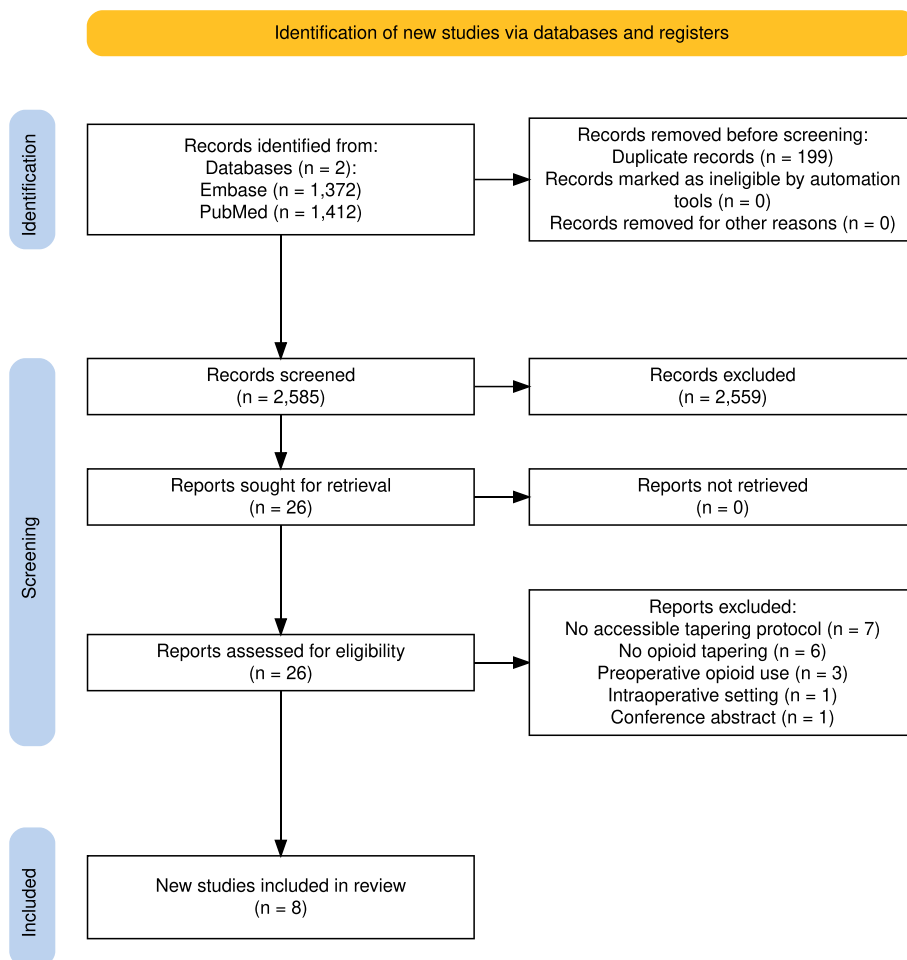 Identification of new studies via databases and registers
Identification
Records identified from:
Databases (n = 2):
Embase (n = 1,372)
PubMed (n = 1,412)
Records removed before screening:
Duplicate records (n = 199)
Records marked as ineligible by automation
tools (n = 0)
Records removed for other reasons (n = 0)
Screening
Records screened
(n = 2,585)
Records excluded
(n = 2,559)
Reports sought for retrieval
(n = 26)
Reports not retrieved
(n = 0)
Reports assessed for eligibility
(n = 26)
Reports excluded:
No accessible tapering protocol (n = 7)
No opioid tapering (n = 6)
Preoperative opioid use (n = 3)
Intraoperative setting (n = 1)
Conference abstract (n = 1)
Included
New studies included in review
(n = 8)